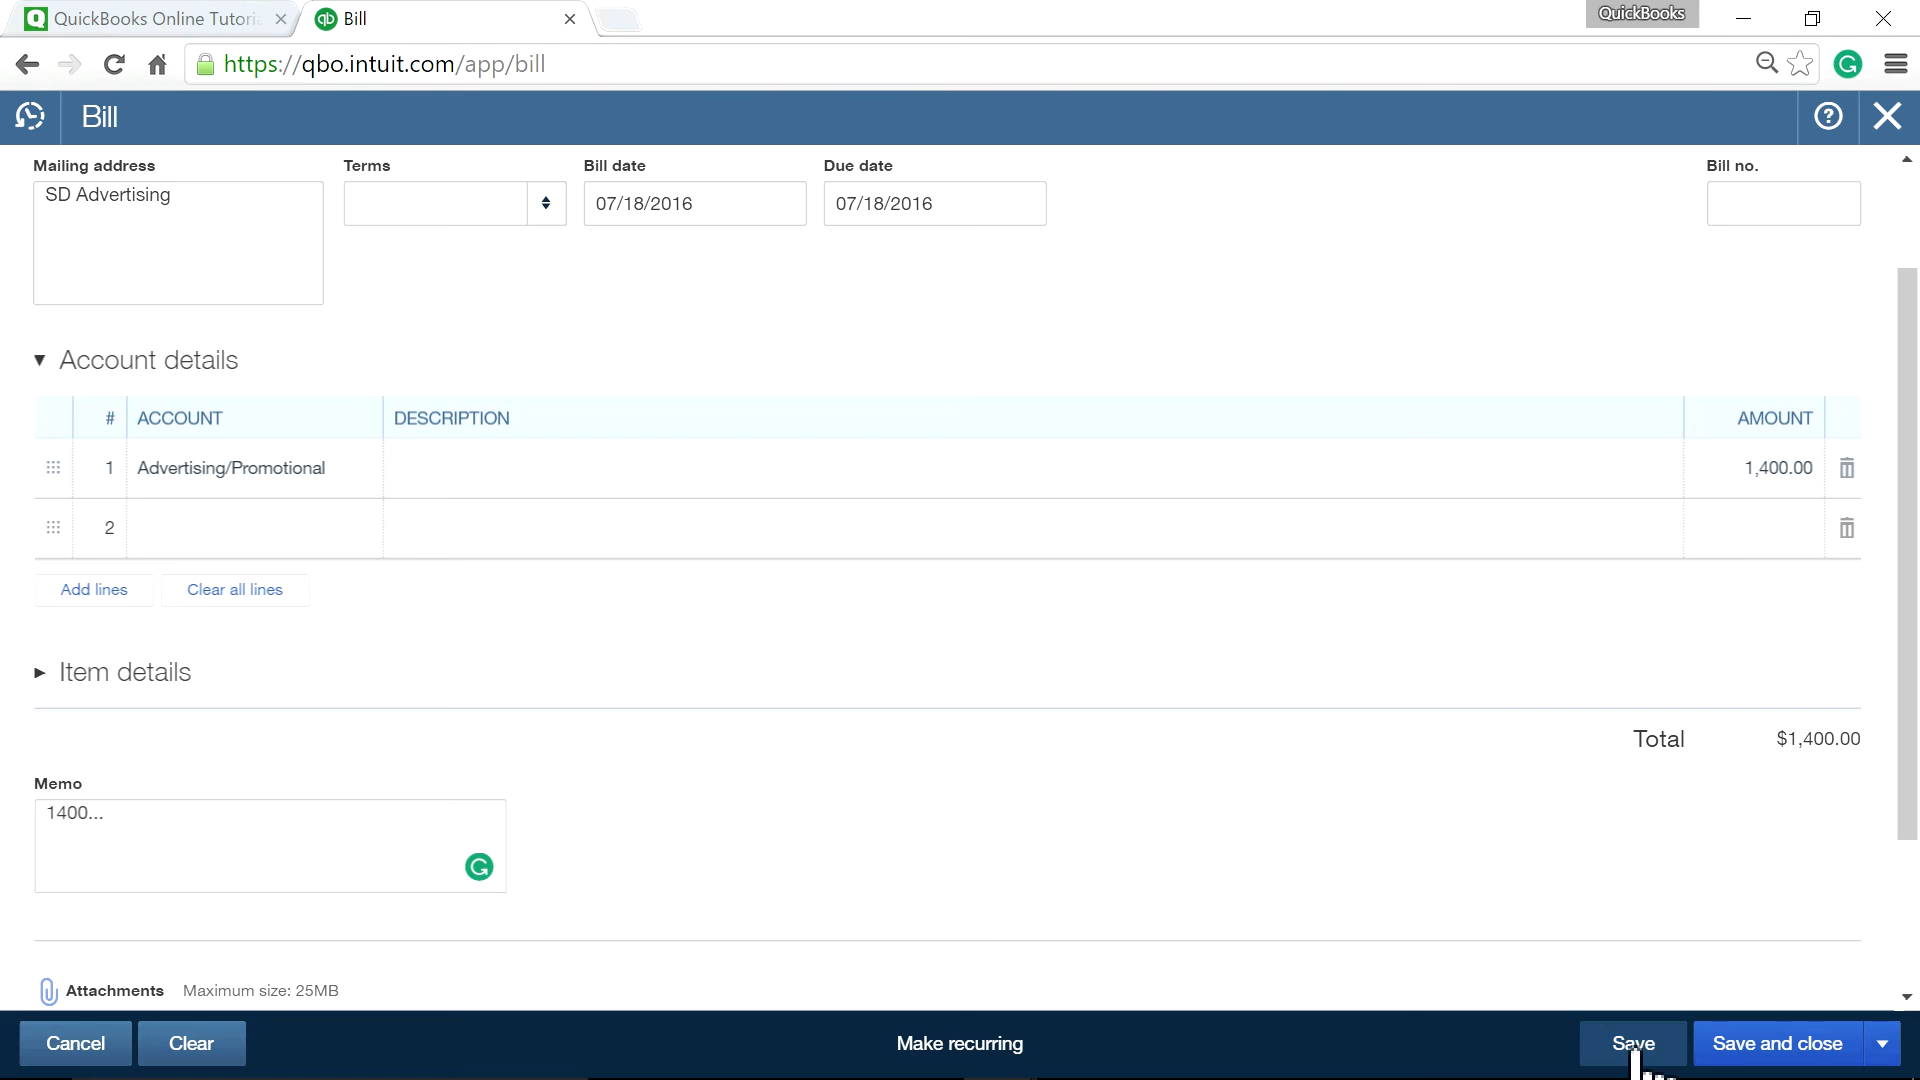 QuickBooks Online Tutori
Bill
QuickBooks
https://qbo.intuit.com/app/bill
Bill
Mailing address
Terms
Bill date
Due date
Bill no.
SD Advertising
07/18/2016
07/18/2016
Account details
# ACCOUNT DESCRIPTION AMOUNT
1 Advertising/Promotional 1,400.00
2
Add lines
Clear all lines
Item details
Total $1,400.00
Memo
1400...
Attachments Maximum size: 25MB
Cancel
Clear
Make recurring
Save
Save and close